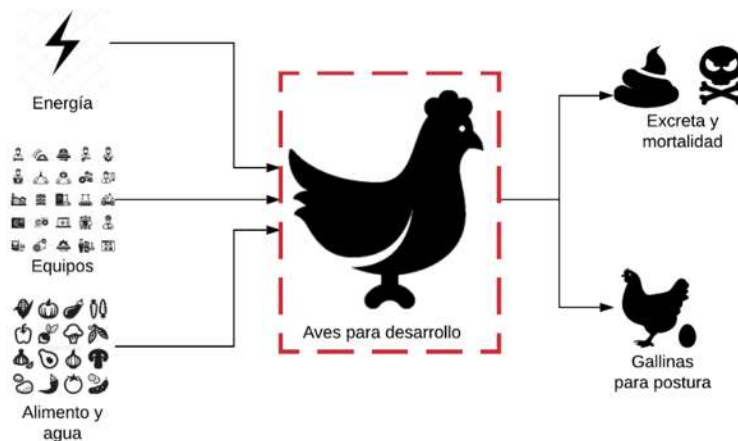 Energía
Equipos
Alimento y
agua
Aves para desarrollo
Excreta y
mortalidad
Gallinas
para postura